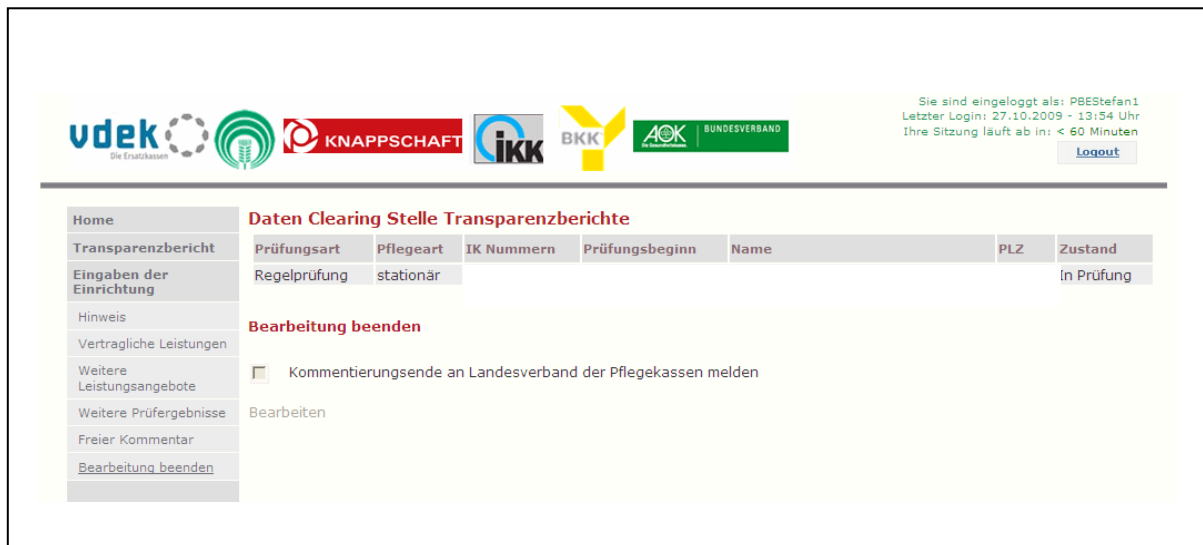 vdek
Die Ersatzkassen
KNAPPSCHAFT
iKK
BKK
AOK
Die Gesundheitskasse.
BUNDESVERBAND
Sie sind eingeloggt als: PBEStefan1
Letzter Login: 27.10.2009 - 13:54 Uhr
Ihre Sitzung läuft ab in: < 60 Minuten
Logout
Home
Transparenzbericht
Eingaben der
Einrichtung
Hinweis
Vertragliche Leistungen
Weitere
Leistungsangebote
Weitere Prüfergebnisse
Freier Kommentar
Bearbeitung beenden
Daten Clearing Stelle Transparenzberichte
Prüfungsart Pflegeart IK Nummern Prüfungsbeginn Name PLZ Zustand
Regelprüfung stationär In Prüfung
Bearbeitung beenden
Kommentierungsende an Landesverband der Pflegekassen melden
Bearbeiten